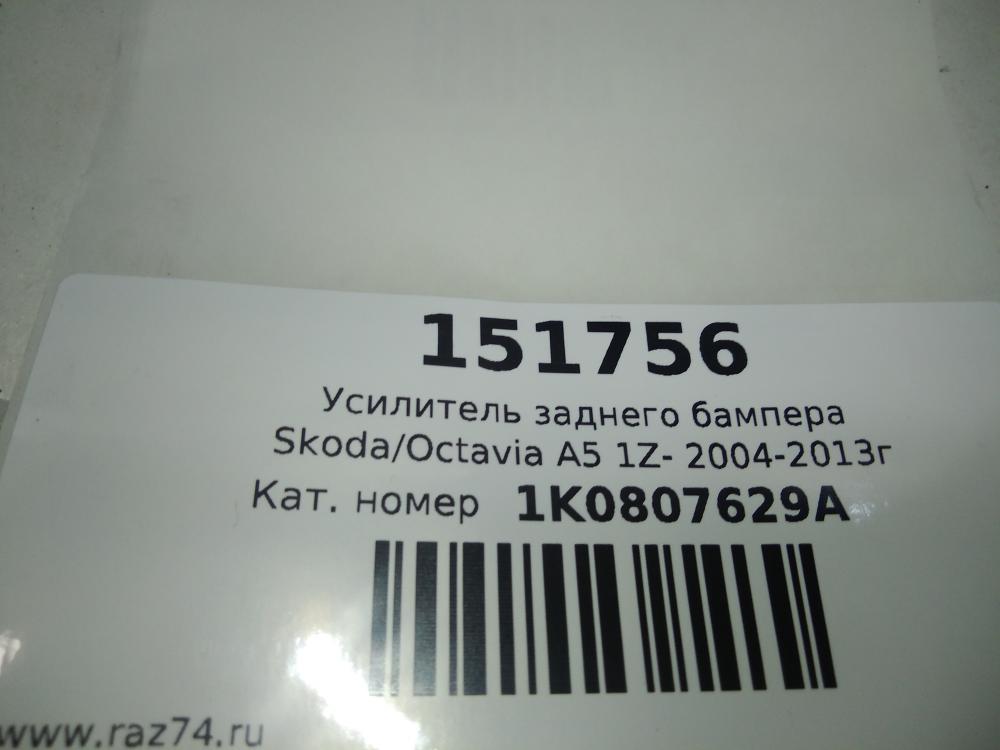 151756
Усилитель заднего бампера
Skoda/Octavia A5 1Z- 2004-2013г
Кат. номер 1K0807629A
www.raz74.ru